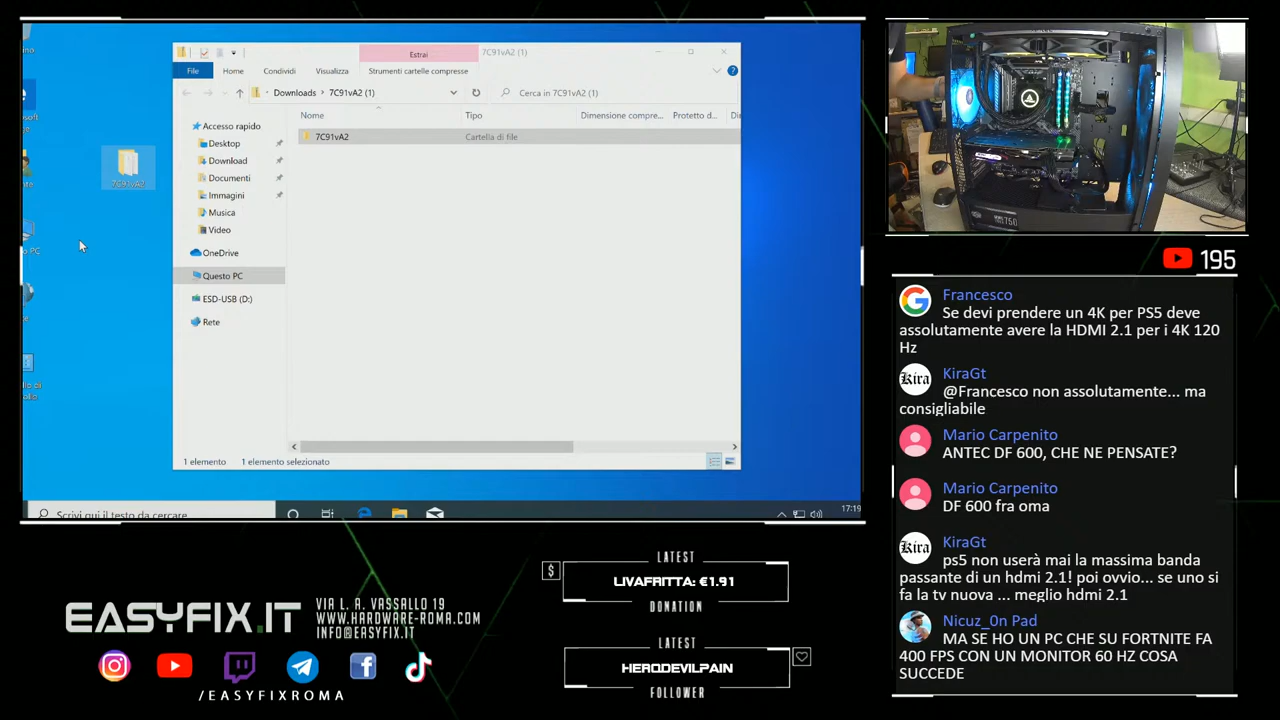 Estrai
7C91vA2 (1)
File
Home
Condividi
Visualizza
Strumenti cartelle compresse
Downloads
7C91vA2 (1)
Cerca in 7C91vA2 (1)
Nome
Tipo
Dimensione compre...
Protetto d...
7C91vA2
Cartella di file
Accesso rapido
Desktop
Download
Documenti
Immagini
Musica
Video
OneDrive
Questo PC
ESD-USB (D:)
Rete
1 elemento
1 elemento selezionato
7C91vA2
PC
Scrivi qui il testo da cercare
17:19
750
195
Francesco
Se devi prendere un 4K per PS5 deve
assolutamente avere la HDMI 2.1 per i 4K 120
Hz
KiraGt
@Francesco non assolutamente... ma
consigliabile
Mario Carpenito
ANTEC DF 600, CHE NE PENSATE?
Mario Carpenito
DF 600 fra oma
KiraGt
ps5 non userà mai la massima banda
passante di un hdmi 2.1! poi ovvio... se uno si
fa la tv nuova ... meglio hdmi 2.1
Nicuz_0n Pad
MA SE HO UN PC CHE SU FORTNITE FA
400 FPS CON UN MONITOR 60 HZ COSA
SUCCEDE
Kira
Kira
EASYFIX.IT
VIA L. A. VASSALLO 19
WWW.HARDWARE-ROMA.COM
INFO@EASYFIX.IT
/EASYFIXROMA
LATEST
$
LIVAFRITTA: €1.91
DONATION
LATEST
HERODEVILPAIN
FOLLOWER